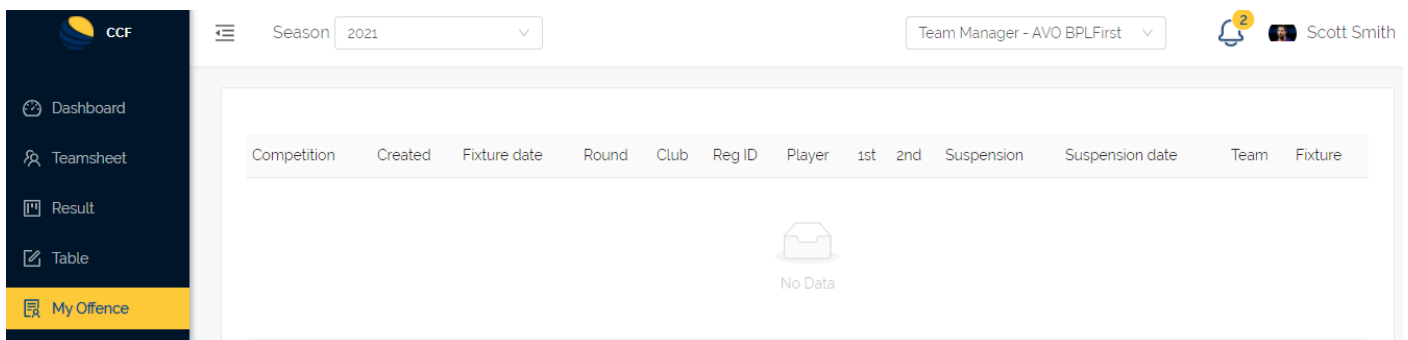 CCF
Season 2021
Team Manager - AVO BPLFirst
2
Scott Smith
Dashboard
Teamsheet
Result
Table
My Offence
Competition Created Fixture date Round Club Reg ID Player 1st 2nd Suspension Suspension date Team Fixture
No Data